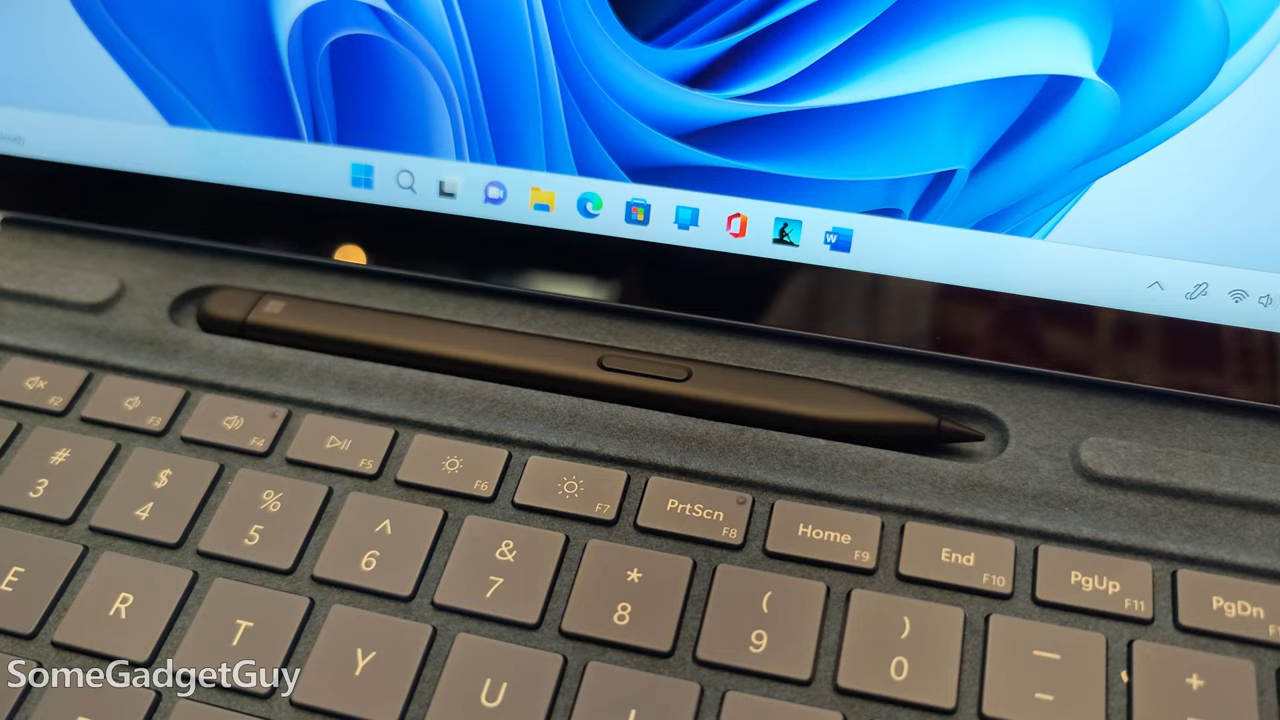 W
F2
F3
F4
F5
F6
F7
PrtScn
F8
Home
F9
End
F10
PgUp
F11
PgDn
#
3
$
4
%
5
^
6
&
7
*
8
(
9
)
0
—
-
+
E
R
T
Y
U
SomeGadgetGuy